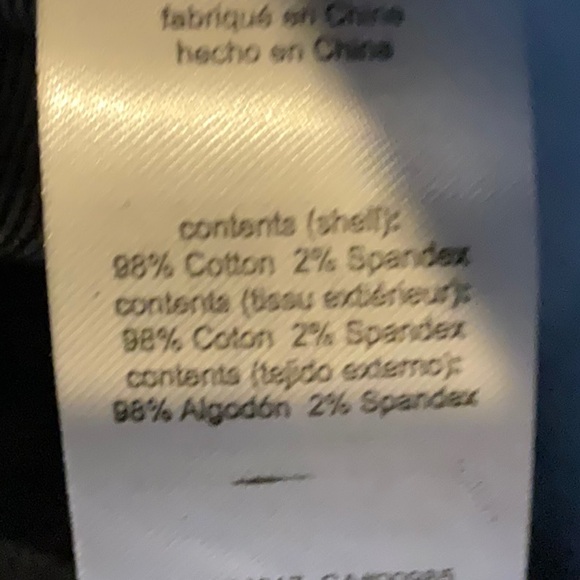 fabriqué en Chine
hecho en China
contents (shell):
98% Cotton 2% Spandex
contents (tissu extérieur):
98% Coton 2% Spandex
contents (tejido externo):
98% Algodón 2% Spandex